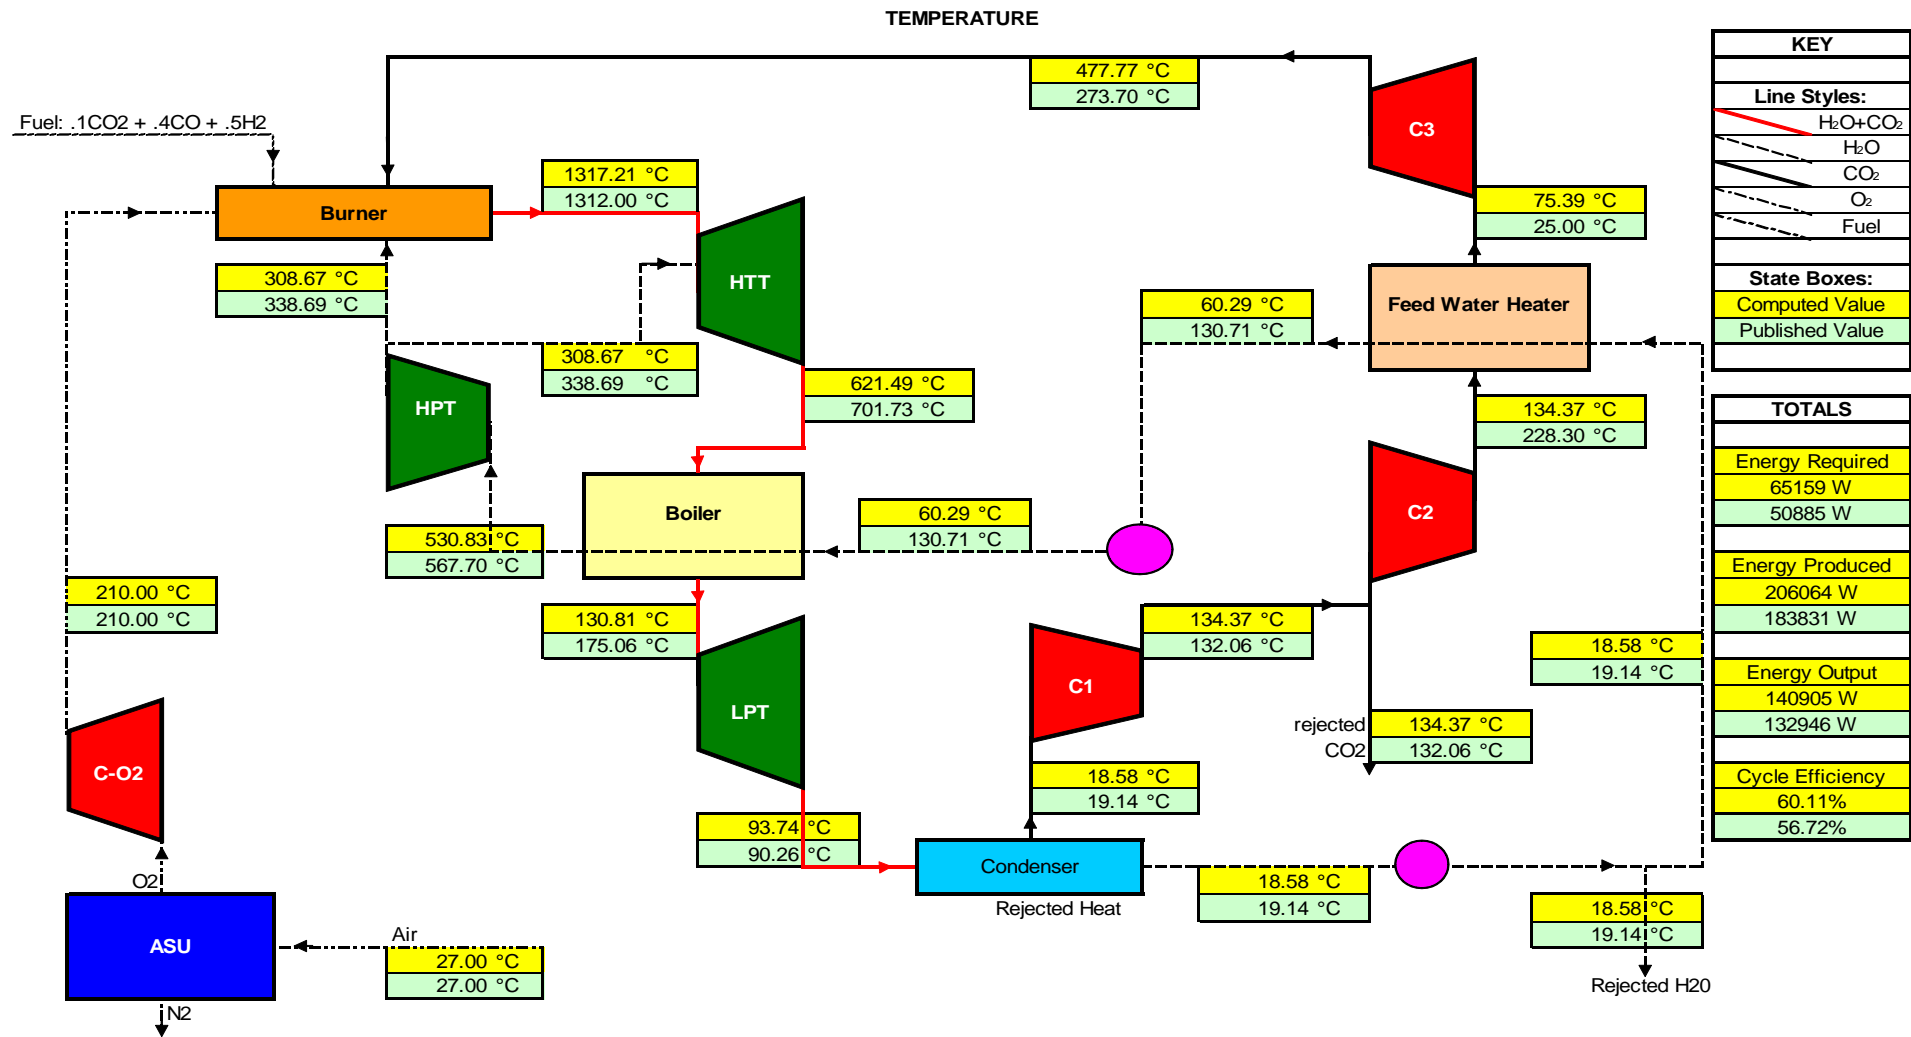 TEMPERATURE
KEY
477.77 °C
273.70 °C
Line Styles:
H2O+CO2
H2O
CO2
O2
Fuel
State Boxes:
Computed Value
Published Value
Fuel: .1CO2 + .4CO + .5H2
C3
1317.21 °C
1312.00 °C
Burner
75.39 °C
25.00 °C
308.67 °C
338.69 °C
HTT
60.29 °C
130.71 °C
Feed Water Heater
308.67 °C
338.69 °C
HPT
621.49 °C
701.73 °C
134.37 °C
228.30 °C
TOTALS
Energy Required
65159 W
50885 W
Energy Produced
206064 W
183831 W
Energy Output
140905 W
132946 W
Cycle Efficiency
60.11%
56.72%
Boiler
60.29 °C
130.71 °C
C2
530.83 °C
567.70 °C
210.00 °C
210.00 °C
130.81 °C
175.06 °C
134.37 °C
132.06 °C
18.58 °C
19.14 °C
C1
LPT
rejected
CO2
134.37 °C
132.06 °C
C-O2
18.58 °C
19.14 °C
93.74 °C
90.26 °C
Condenser
Rejected Heat
18.58 °C
19.14 °C
18.58 °C
19.14 °C
Rejected H20
O2
ASU
Air
27.00 °C
27.00 °C
N2